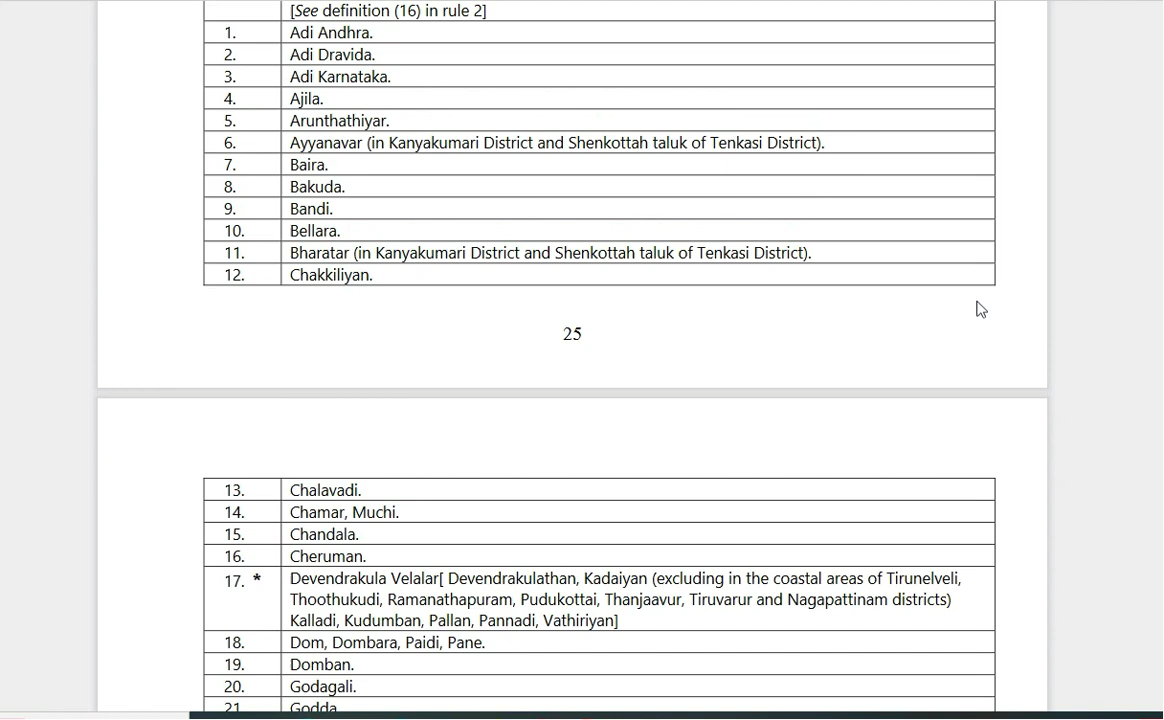 [See definition (16) in rule 2]
1. Adi Andhra.
2. Adi Dravida.
3. Adi Karnataka.
4. Ajila.
5. Arunthathiyar.
6. Ayyanavar (in Kanyakumari District and Shenkottah taluk of Tenkasi District).
7. Baira.
8. Bakuda.
9. Bandi.
10. Bellara.
11. Bharatar (in Kanyakumari District and Shenkottah taluk of Tenkasi District).
12. Chakkiliyan.
25
13. Chalavadi.
14. Chamar, Muchi.
15. Chandala.
16. Cheruman.
17. * Devendrakula Velalar[ Devendrakulathan, Kadaiyan (excluding in the coastal areas of Tirunelveli,
Thoothukudi, Ramanathapuram, Pudukottai, Thanjaavur, Tiruvarur and Nagapattinam districts)
Kalladi, Kudumban, Pallan, Pannadi, Vathiriyan]
18. Dom, Dombara, Paidi, Pane.
19. Domban.
20. Godagali.
21 Godda